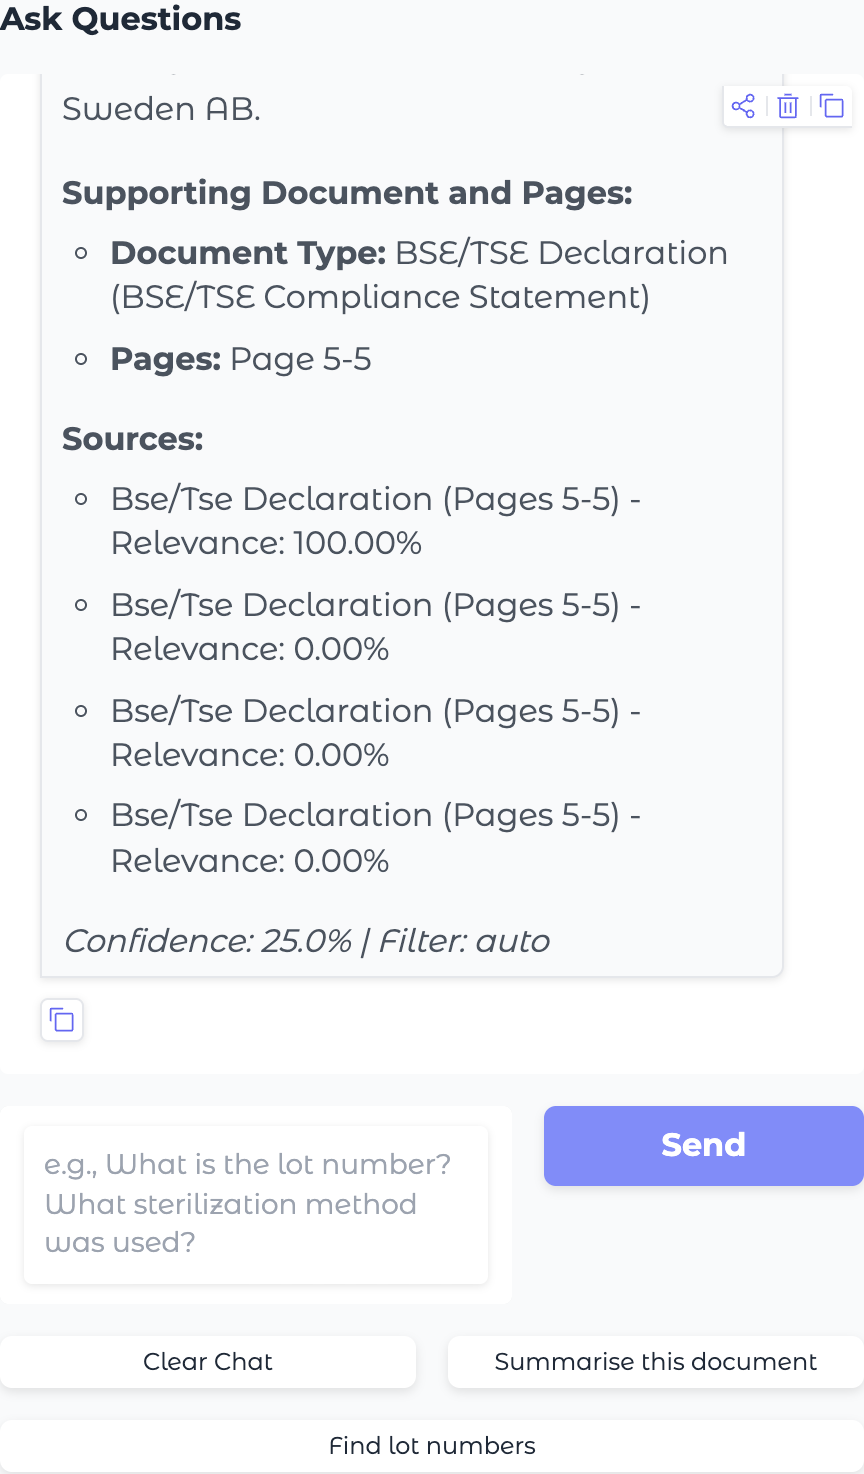 Ask Questions
Sweden AB.
Supporting Document and Pages:
Document Type: BSE/TSE Declaration
(BSE/TSE Compliance Statement)
Pages: Page 5-5
Sources:
Bse/Tse Declaration (Pages 5-5) -
Relevance: 100.00%
Bse/Tse Declaration (Pages 5-5) -
Relevance: 0.00%
Bse/Tse Declaration (Pages 5-5) -
Relevance: 0.00%
Bse/Tse Declaration (Pages 5-5) -
Relevance: 0.00%
Confidence: 25.0% | Filter: auto
e.g., What is the lot number?
What sterilization method
was used?
Send
Clear Chat
Summarise this document
Find lot numbers